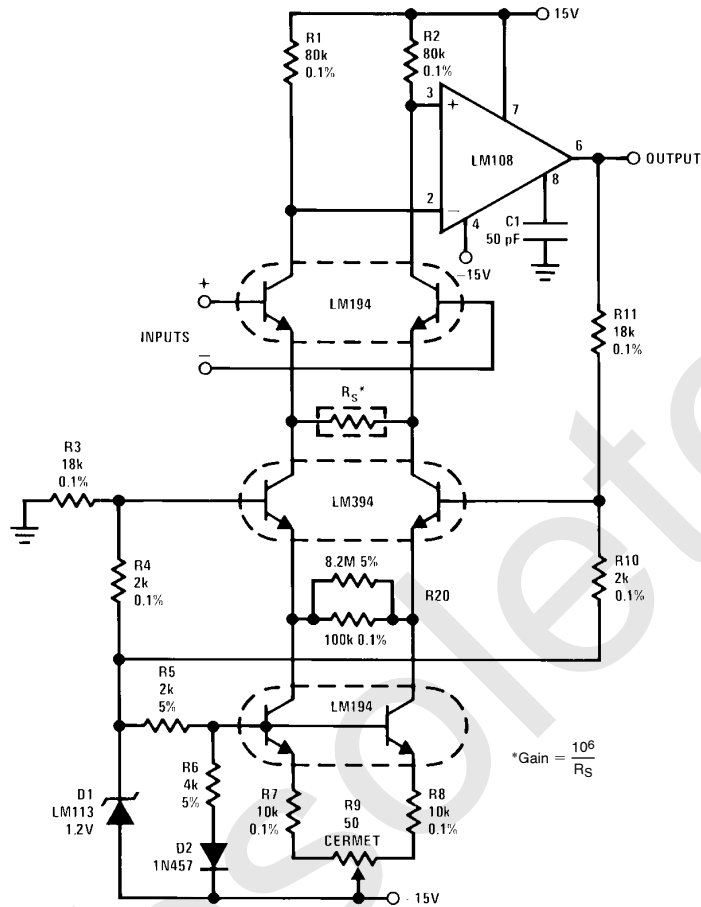 15V
R1
80k
0.1%
R2
80k
0.1%
3
+
7
LM108
6
OUTPUT
8
2
−
4
C1
50 pF
−15V
+
LM194
INPUTS
−
R11
18k
0.1%
RS*
R3
18k
0.1%
LM394
R4
2k
0.1%
8.2M 5%
R20
R10
2k
0.1%
100k 0.1%
R5
2k
5%
LM194
*Gain = 10⁶
RS
R6
4k
5%
R7
10k
0.1%
R9
50
CERMET
R8
10k
0.1%
D1
LM113
1.2V
D2
1N457
-15V
Obsolete